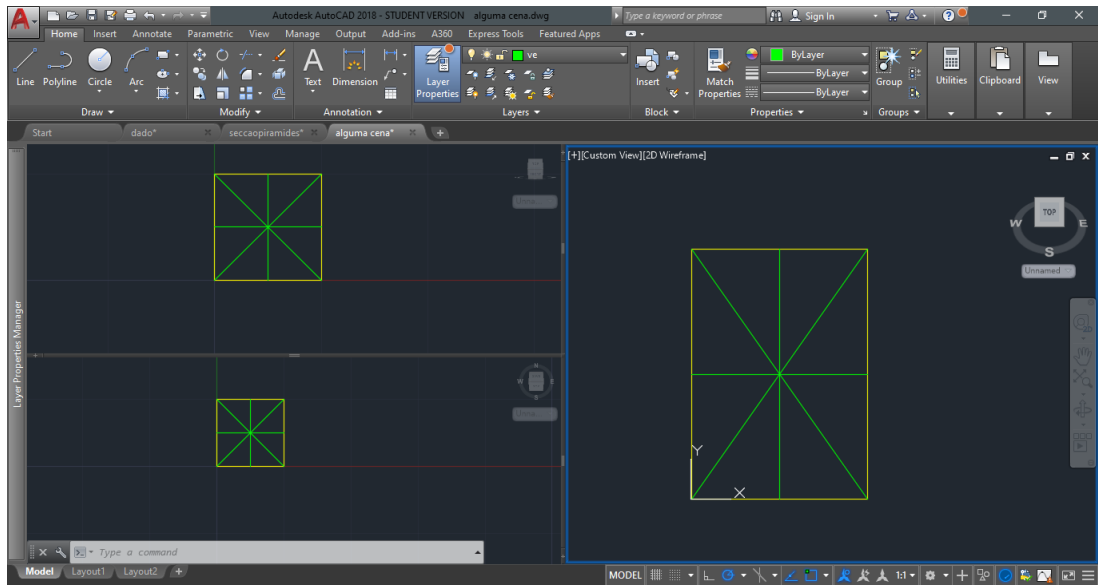 Autodesk AutoCAD 2018 - STUDENT VERSION alguma cena.dwg
Type a keyword or phrase
Sign In
Home Insert Annotate Parametric View Manage Output Add-ins A360 Express Tools Featured Apps
Line Polyline Circle Arc
Text Dimension
Layer Properties
ve
Insert
Match Properties
ByLayer
ByLayer
ByLayer
Group
Utilities Clipboard View
Draw Modify Annotation Layers Block Properties Groups
Start dado* seccaopiramides* alguma cena*
[+][Custom View][2D Wireframe]
TOP
W E
S
Unnamed
Y
X
N
W E
S
Layer Properties Manager
Type a command
Model Layout1 Layout2 +
MODEL 1:1